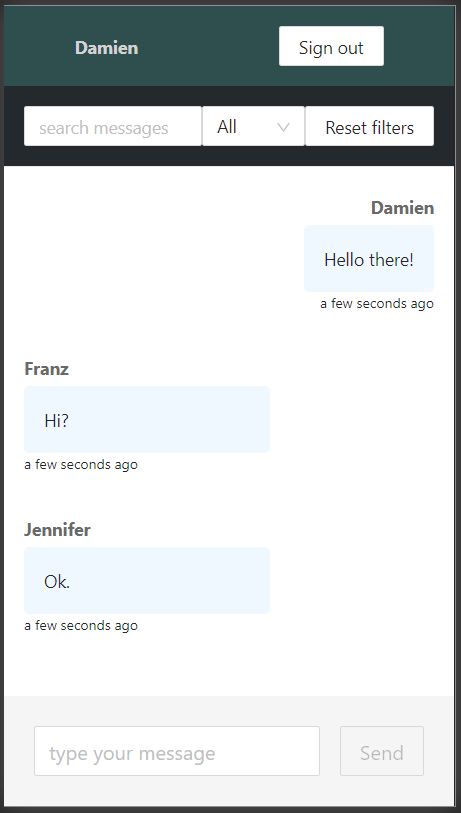 Damien
Sign out
search messages
All
Reset filters
Damien
Hello there!
a few seconds ago
Franz
Hi?
a few seconds ago
Jennifer
Ok.
a few seconds ago
type your message
Send